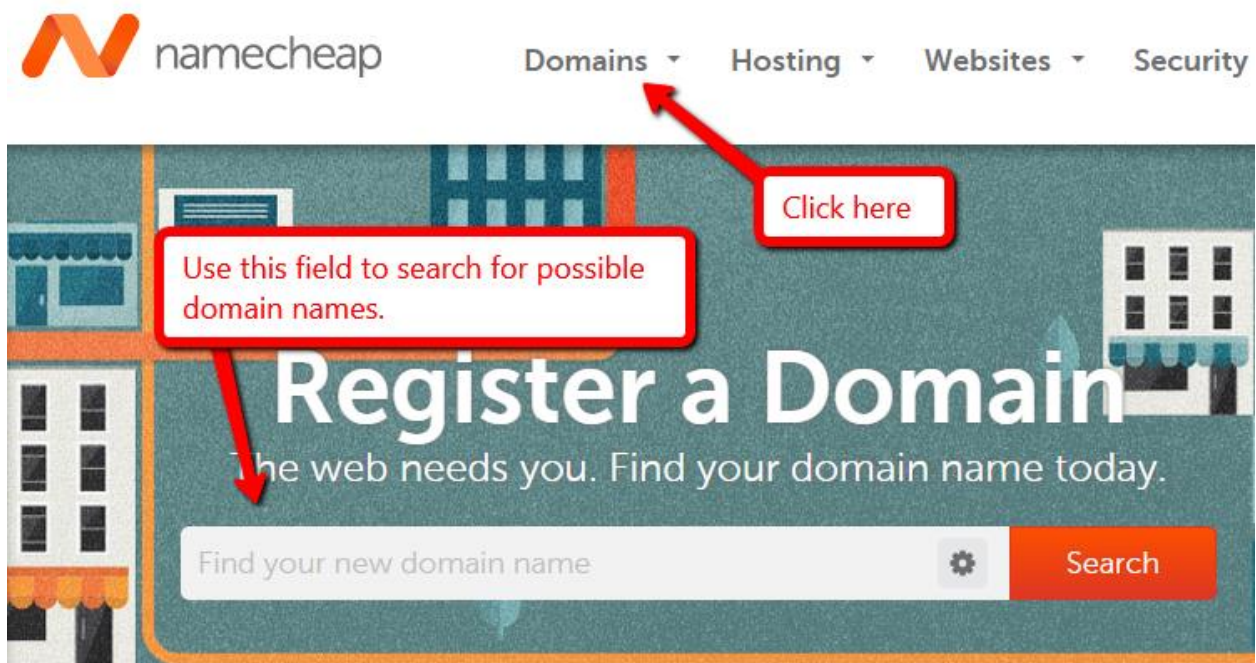 namecheap
Domains Hosting Websites Security
Click here
Use this field to search for possible
domain names.
Register a Domain
The web needs you. Find your domain name today.
Find your new domain name
Search